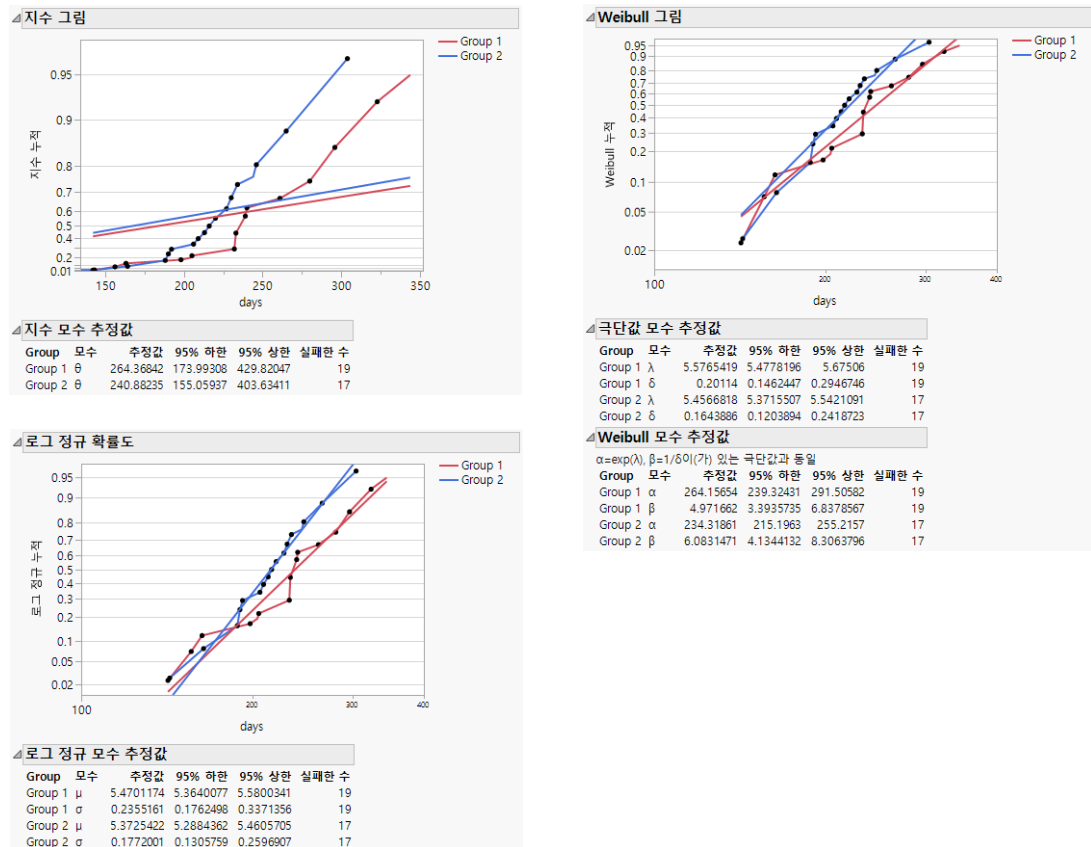 지수 그림
Group 1
Group 2
0.95
0.9
0.8
0.7
0.6
0.5
0.4
0.2
0.01
지수 누적
150 200 250 300 350
days
지수 모수 추정값
Group 모수 추정값 95% 하한 95% 상한 실패한 수
Group 1 θ 264.36842 173.99308 429.82047 19
Group 2 θ 240.88235 155.05937 403.63411 17
로그 정규 확률도
Group 1
Group 2
0.95
0.9
0.8
0.7
0.6
0.5
0.4
0.3
0.2
0.1
0.05
0.02
로그 정규 누적
100 200 300 400
days
로그 정규 모수 추정값
Group 모수 추정값 95% 하한 95% 상한 실패한 수
Group 1 μ 5.4701174 5.3640077 5.5800341 19
Group 1 σ 0.2355161 0.1762498 0.3371356 19
Group 2 μ 5.3725422 5.2884362 5.4605705 17
Group 2 σ 0.1772001 0.1305759 0.2596907 17
Weibull 그림
Group 1
Group 2
0.95
0.9
0.8
0.7
0.6
0.5
0.4
0.3
0.2
0.1
0.05
0.02
Weibull 누적
100 200 300 400
days
극단값 모수 추정값
Group 모수 추정값 95% 하한 95% 상한 실패한 수
Group 1 λ 5.5765419 5.4778196 5.67506 19
Group 1 δ 0.20114 0.1462447 0.2946746 19
Group 2 λ 5.4566818 5.3715507 5.5421091 17
Group 2 δ 0.1643886 0.1203894 0.2418723 17
Weibull 모수 추정값
α=exp(λ), β=1/δ이(가) 있는 극단값과 동일
Group 모수 추정값 95% 하한 95% 상한 실패한 수
Group 1 α 264.15654 239.32431 291.50582 19
Group 1 β 4.971662 3.3935735 6.8378567 19
Group 2 α 234.31861 215.1963 255.2157 17
Group 2 β 6.0831471 4.1344132 8.3063796 17